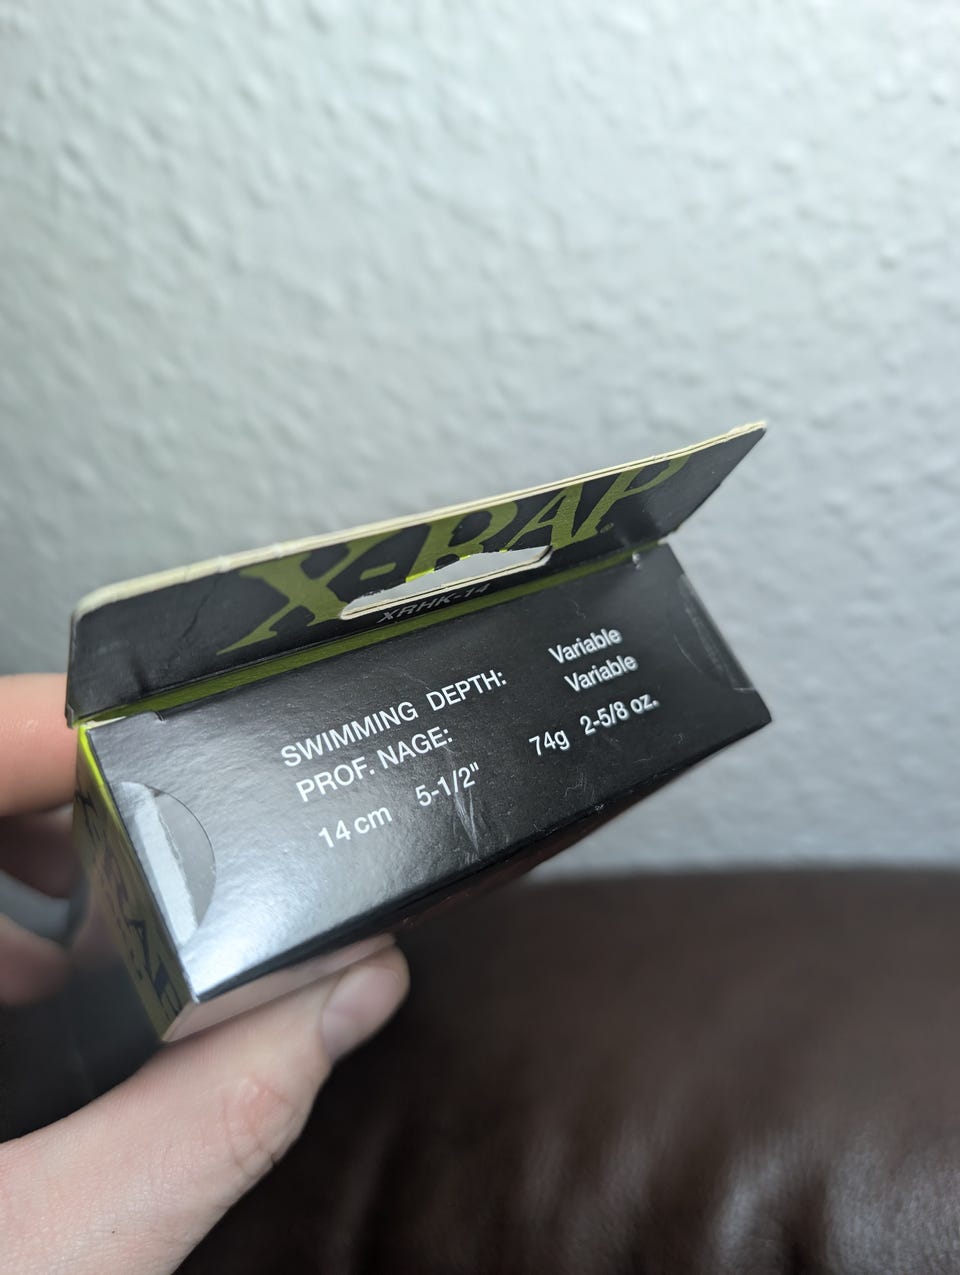 X-RAP®
XRHK-14
SWIMMING DEPTH: Variable
PROF. NAGE: Variable
14 cm 5-1/2" 74g 2-5/8 oz.